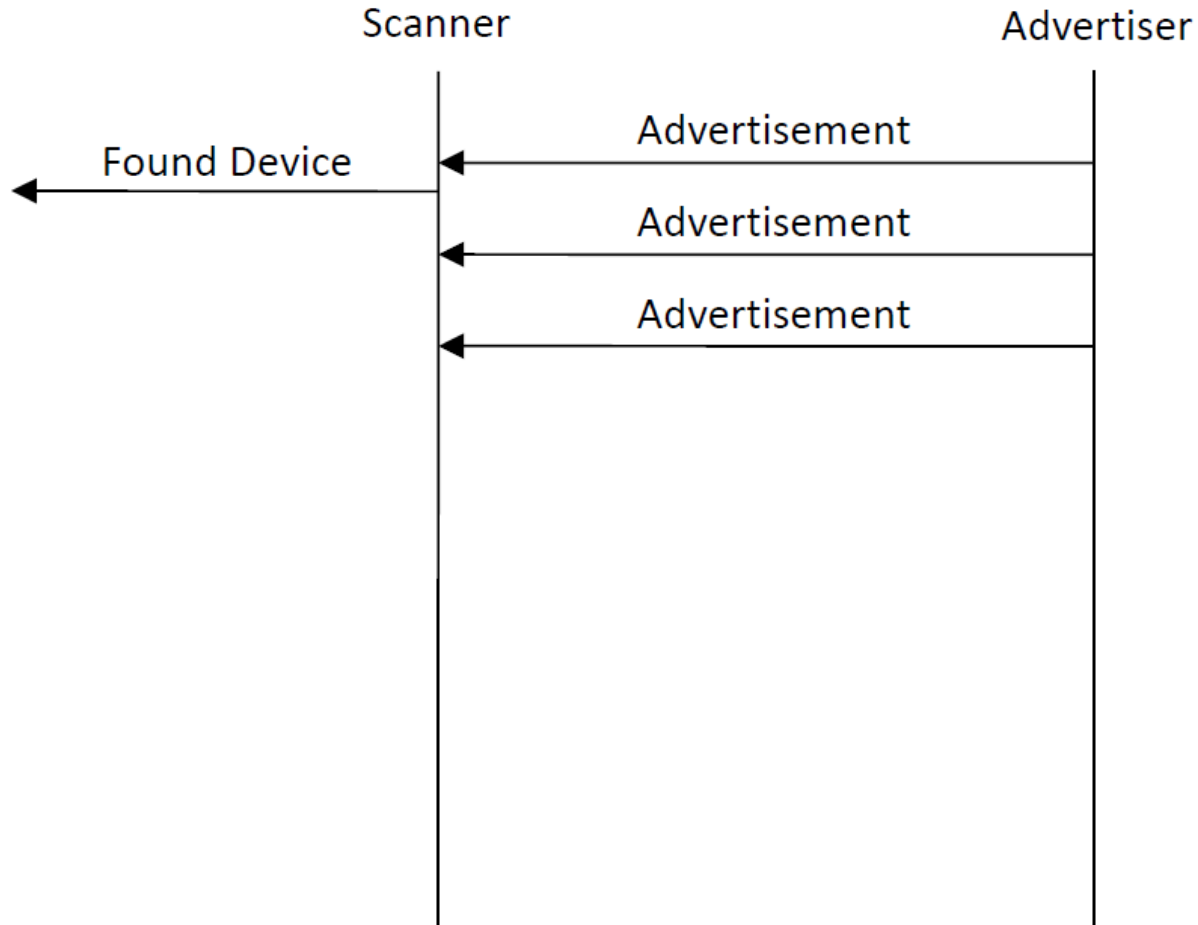 Scanner
Advertiser
Advertisement
Found Device
Advertisement
Advertisement